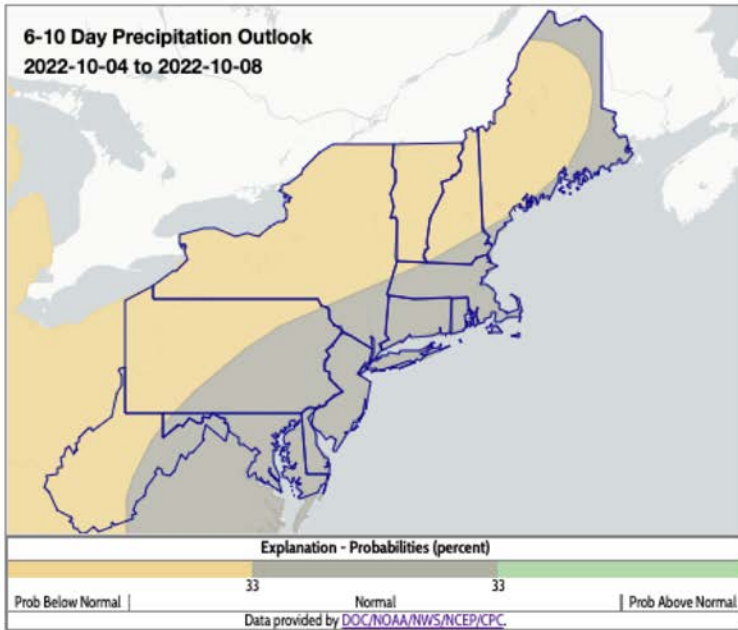 6-10 Day Precipitation Outlook
2022-10-04 to 2022-10-08
Explanation - Probabilities (percent)
33 33
Prob Below Normal Normal Prob Above Normal
Data provided by DOC/NOAA/NWS/NCEP/CPC.